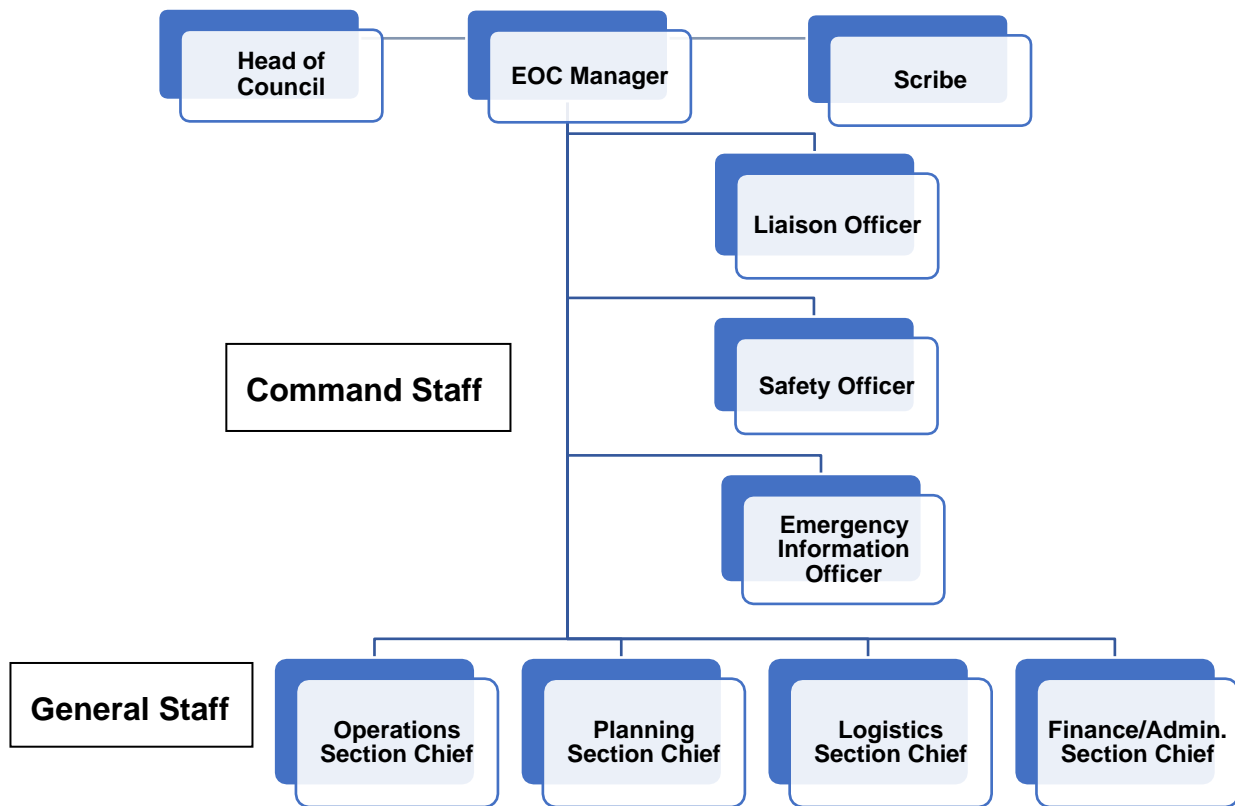 Head of
Council
EOC Manager
Scribe
Liaison Officer
Command Staff
Safety Officer
Emergency
Information
Officer
General Staff
Operations
Section Chief
Planning
Section Chief
Logistics
Section Chief
Finance/Admin.
Section Chief